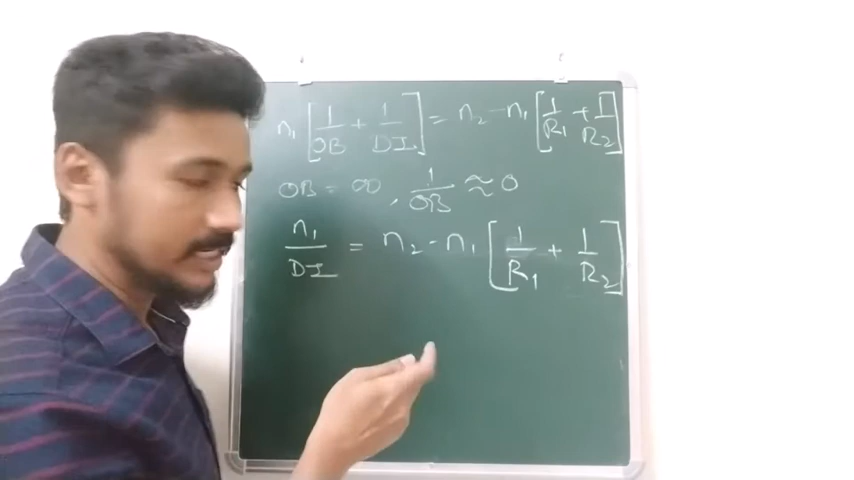 n₁ [1/OB + 1/DI] = n₂ - n₁ [1/R₁ + 1/R₂]
OB = ∞, 1/OB ≈ 0
n₁/DI = n₂ - n₁ [1/R₁ + 1/R₂]